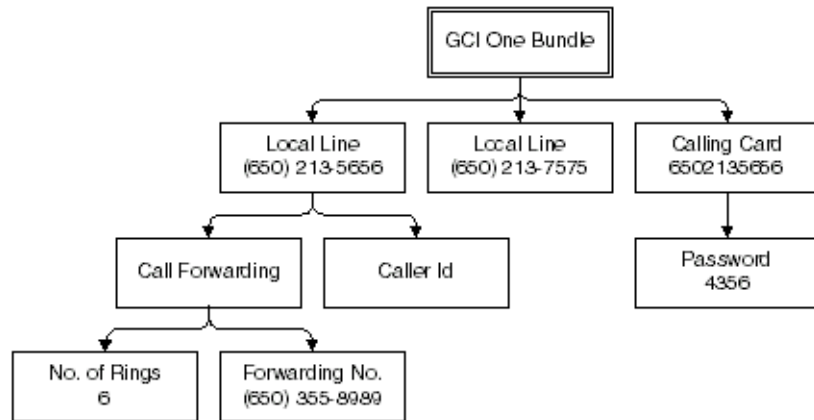 GCI One Bundle
Local Line
(650) 213-5656
Local Line
(650) 213-7575
Calling Card
6502135656
Call Forwarding
Caller Id
Password
4356
No. of Rings
6
Forwarding No.
(650) 355-8989